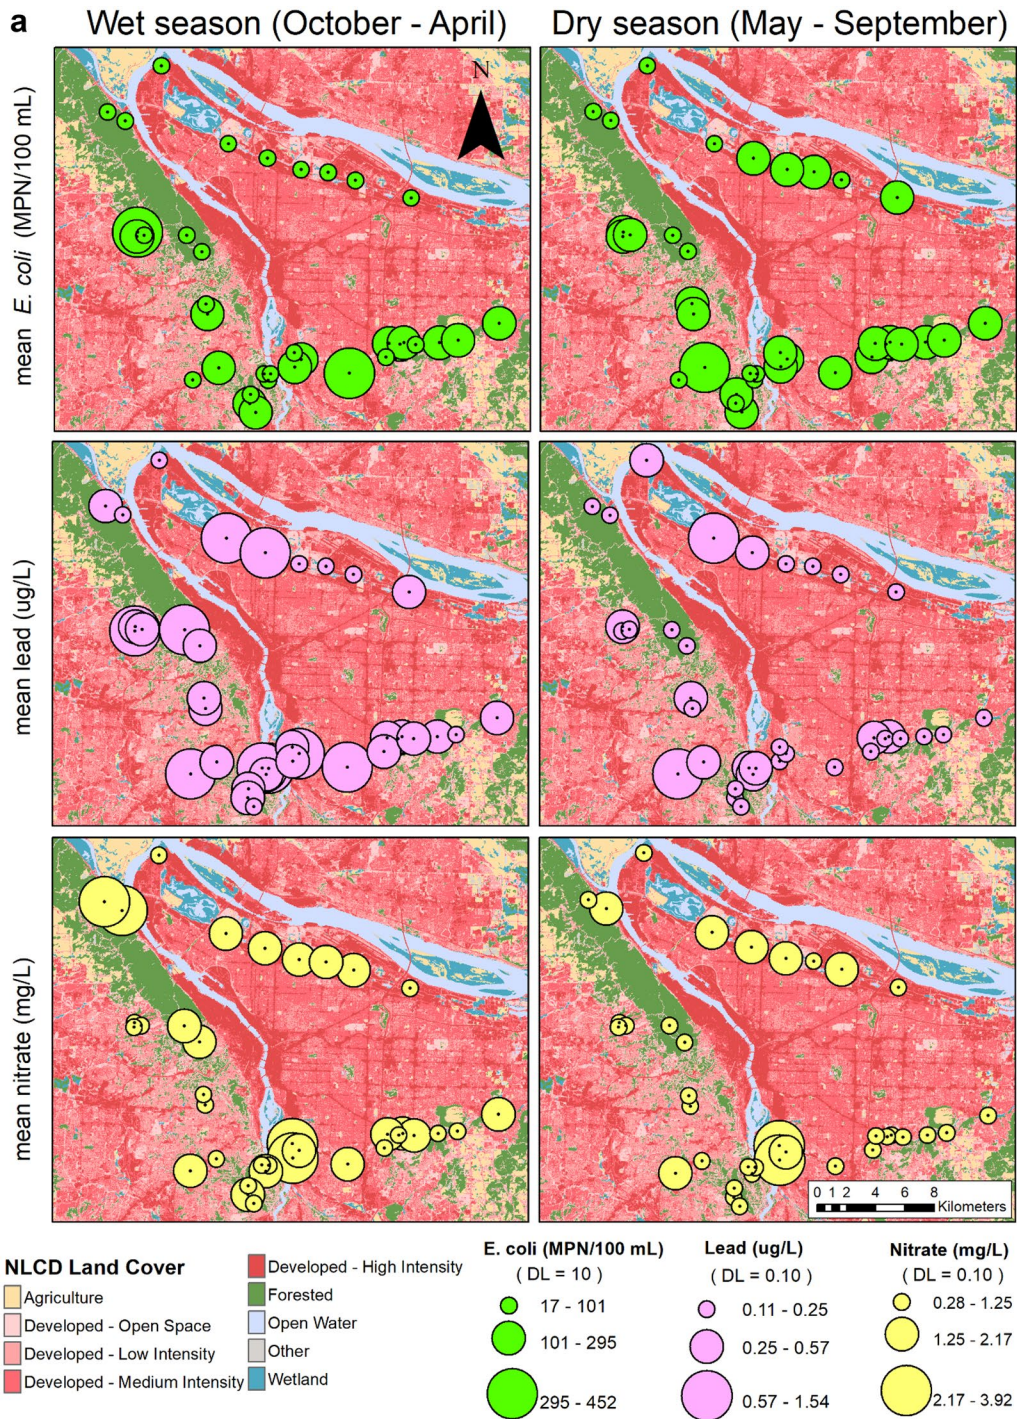 a
Wet season (October - April)
Dry season (May - September)
N
mean E. coli (MPN/100 mL)
mean lead (ug/L)
mean nitrate (mg/L)
0 1 2 4 6 8
Kilometers
NLCD Land Cover
Agriculture
Developed - Open Space
Developed - Low Intensity
Developed - Medium Intensity
Developed - High Intensity
Forested
Open Water
Other
Wetland
E. coli (MPN/100 mL)
( DL = 10 )
17 - 101
101 - 295
295 - 452
Lead (ug/L)
( DL = 0.10 )
0.11 - 0.25
0.25 - 0.57
0.57 - 1.54
Nitrate (mg/L)
( DL = 0.10 )
0.28 - 1.25
1.25 - 2.17
2.17 - 3.92